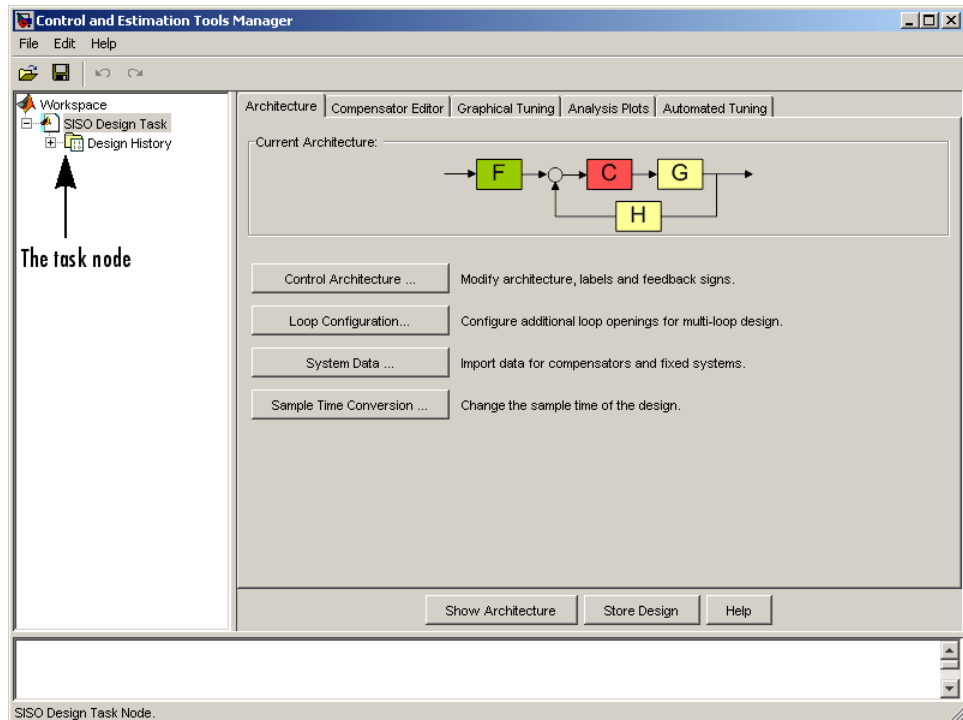 Control and Estimation Tools Manager
File Edit Help
Workspace
SISO Design Task
Design History
The task node
Architecture Compensator Editor Graphical Tuning Analysis Plots Automated Tuning
Current Architecture:
F C G
H
Control Architecture ... Modify architecture, labels and feedback signs.
Loop Configuration... Configure additional loop openings for multi-loop design.
System Data ... Import data for compensators and fixed systems.
Sample Time Conversion ... Change the sample time of the design.
Show Architecture Store Design Help
SISO Design Task Node.